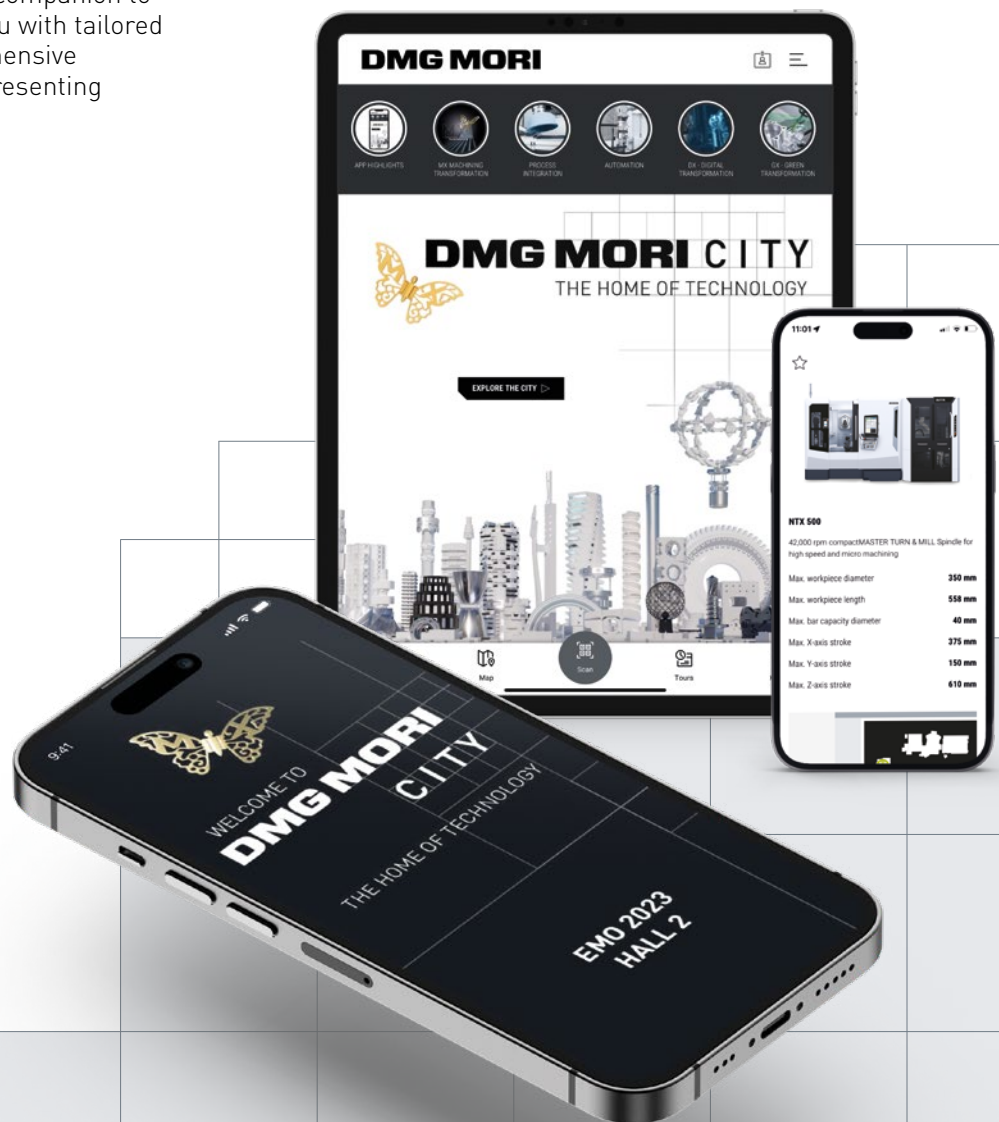 companion to
u with tailored
hensive
resenting
DMG MORI
APP HIGHLIGHTS
MX MACHINING
TRANSFORMATION
PROCESS
INTEGRATION
AUTOMATION
DX - DIGITAL
TRANSFORMATION
GX - GREEN
TRANSFORMATION
DMG MORI CITY
THE HOME OF TECHNOLOGY
EXPLORE THE CITY
Map
Scan
Tours
11:01
NTX 500
42,000 rpm compactMASTER TURN & MILL Spindle for
high speed and micro machining
Max. workpiece diameter 350 mm
Max. workpiece length 558 mm
Max. bar capacity diameter 40 mm
Max. X-axis stroke 375 mm
Max. Y-axis stroke 150 mm
Max. Z-axis stroke 610 mm
9:41
WELCOME TO
DMG MORI
CITY
THE HOME OF TECHNOLOGY
EMO 2023
HALL 2